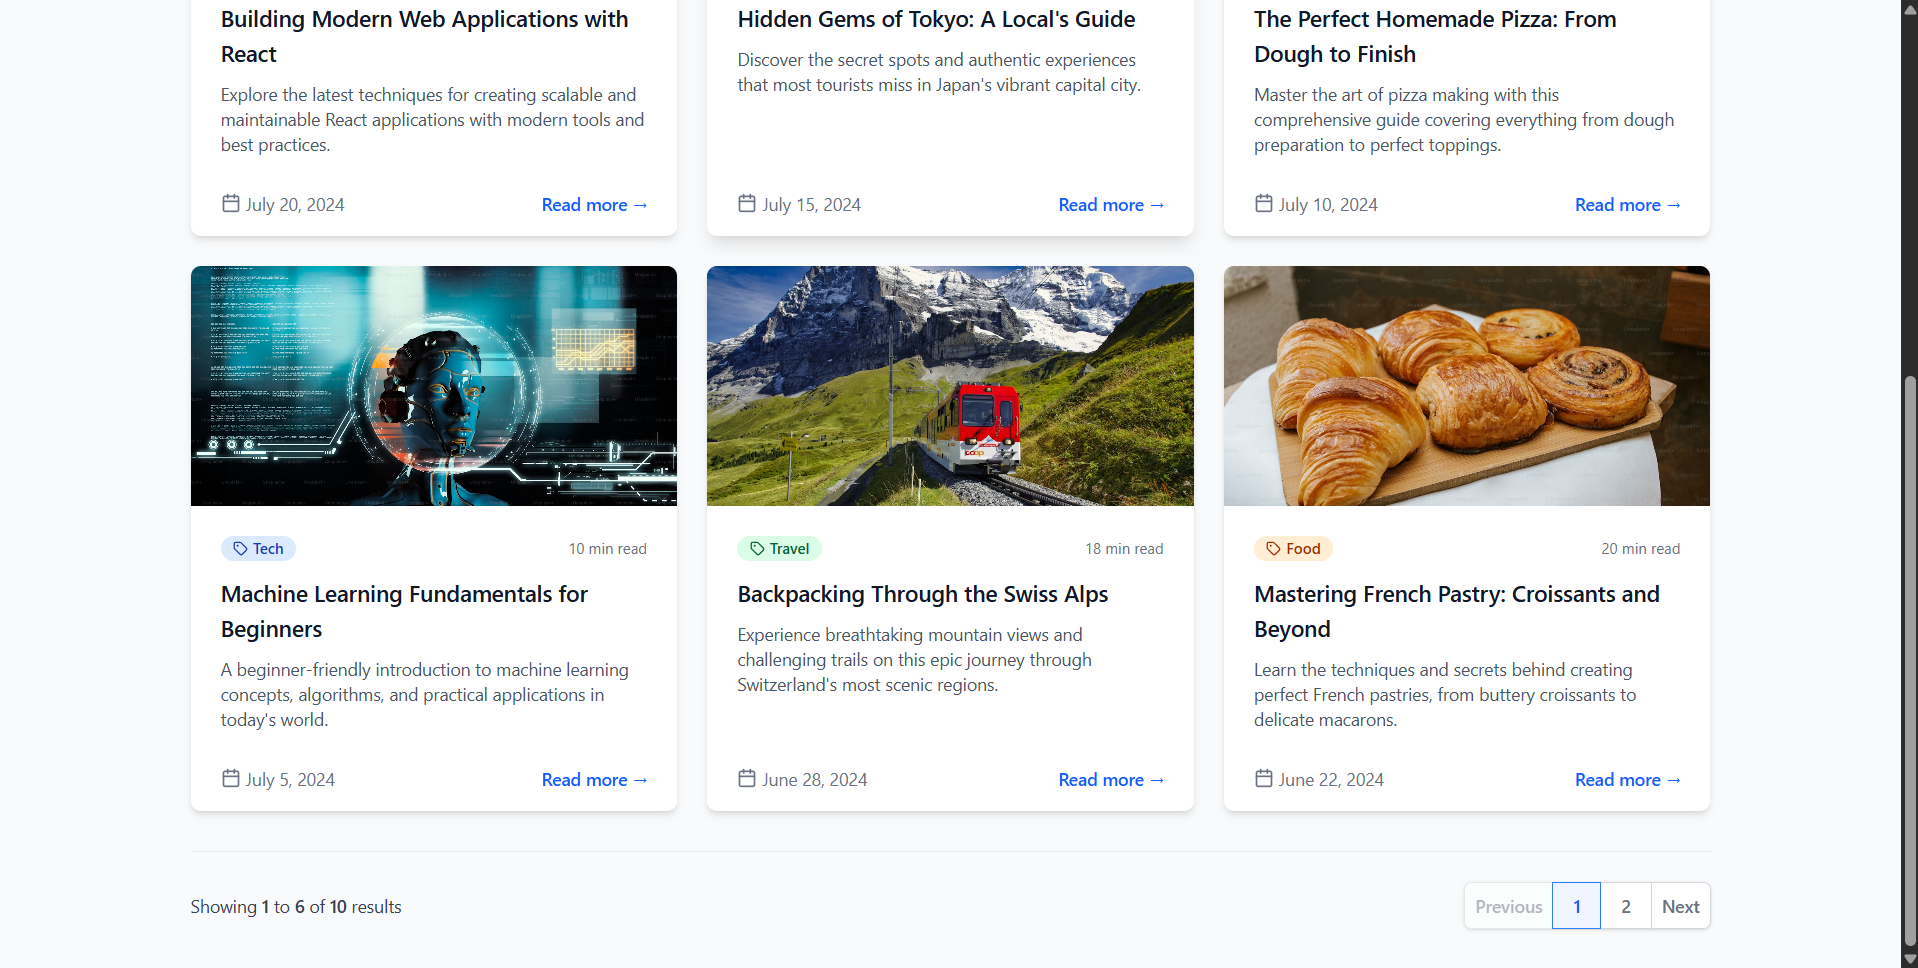 Building Modern Web Applications with
React
Explore the latest techniques for creating scalable and
maintainable React applications with modern tools and
best practices.
July 20, 2024
Read more →
Hidden Gems of Tokyo: A Local's Guide
Discover the secret spots and authentic experiences
that most tourists miss in Japan's vibrant capital city.
July 15, 2024
Read more →
The Perfect Homemade Pizza: From
Dough to Finish
Master the art of pizza making with this
comprehensive guide covering everything from dough
preparation to perfect toppings.
July 10, 2024
Read more →
Tech
10 min read
Machine Learning Fundamentals for
Beginners
A beginner-friendly introduction to machine learning
concepts, algorithms, and practical applications in
today's world.
July 5, 2024
Read more →
coop
Travel
18 min read
Backpacking Through the Swiss Alps
Experience breathtaking mountain views and
challenging trails on this epic journey through
Switzerland's most scenic regions.
June 28, 2024
Read more →
Food
20 min read
Mastering French Pastry: Croissants and
Beyond
Learn the techniques and secrets behind creating
perfect French pastries, from buttery croissants to
delicate macarons.
June 22, 2024
Read more →
Showing 1 to 6 of 10 results
Previous
1
2
Next